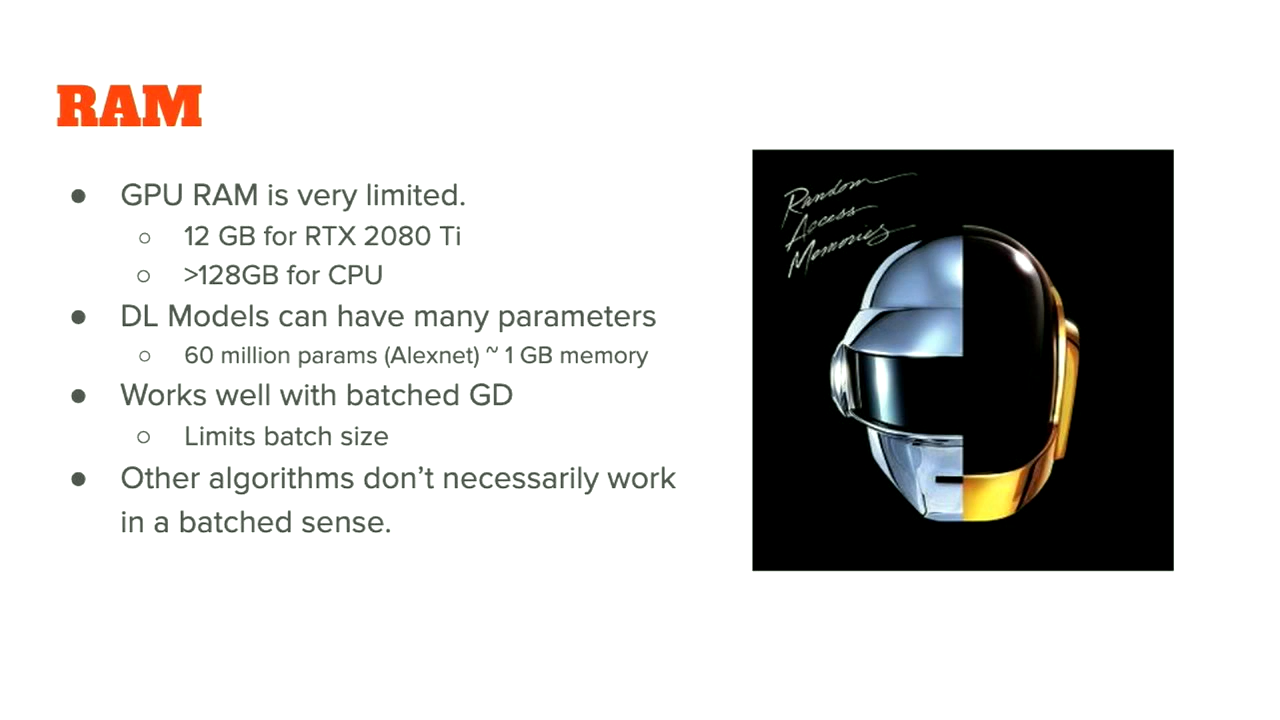 RAM
● GPU RAM is very limited.
○ 12 GB for RTX 2080 Ti
○ >128GB for CPU
● DL Models can have many parameters
○ 60 million params (Alexnet) ~ 1 GB memory
● Works well with batched GD
○ Limits batch size
● Other algorithms don’t necessarily work
in a batched sense.
Random
Access
Memories